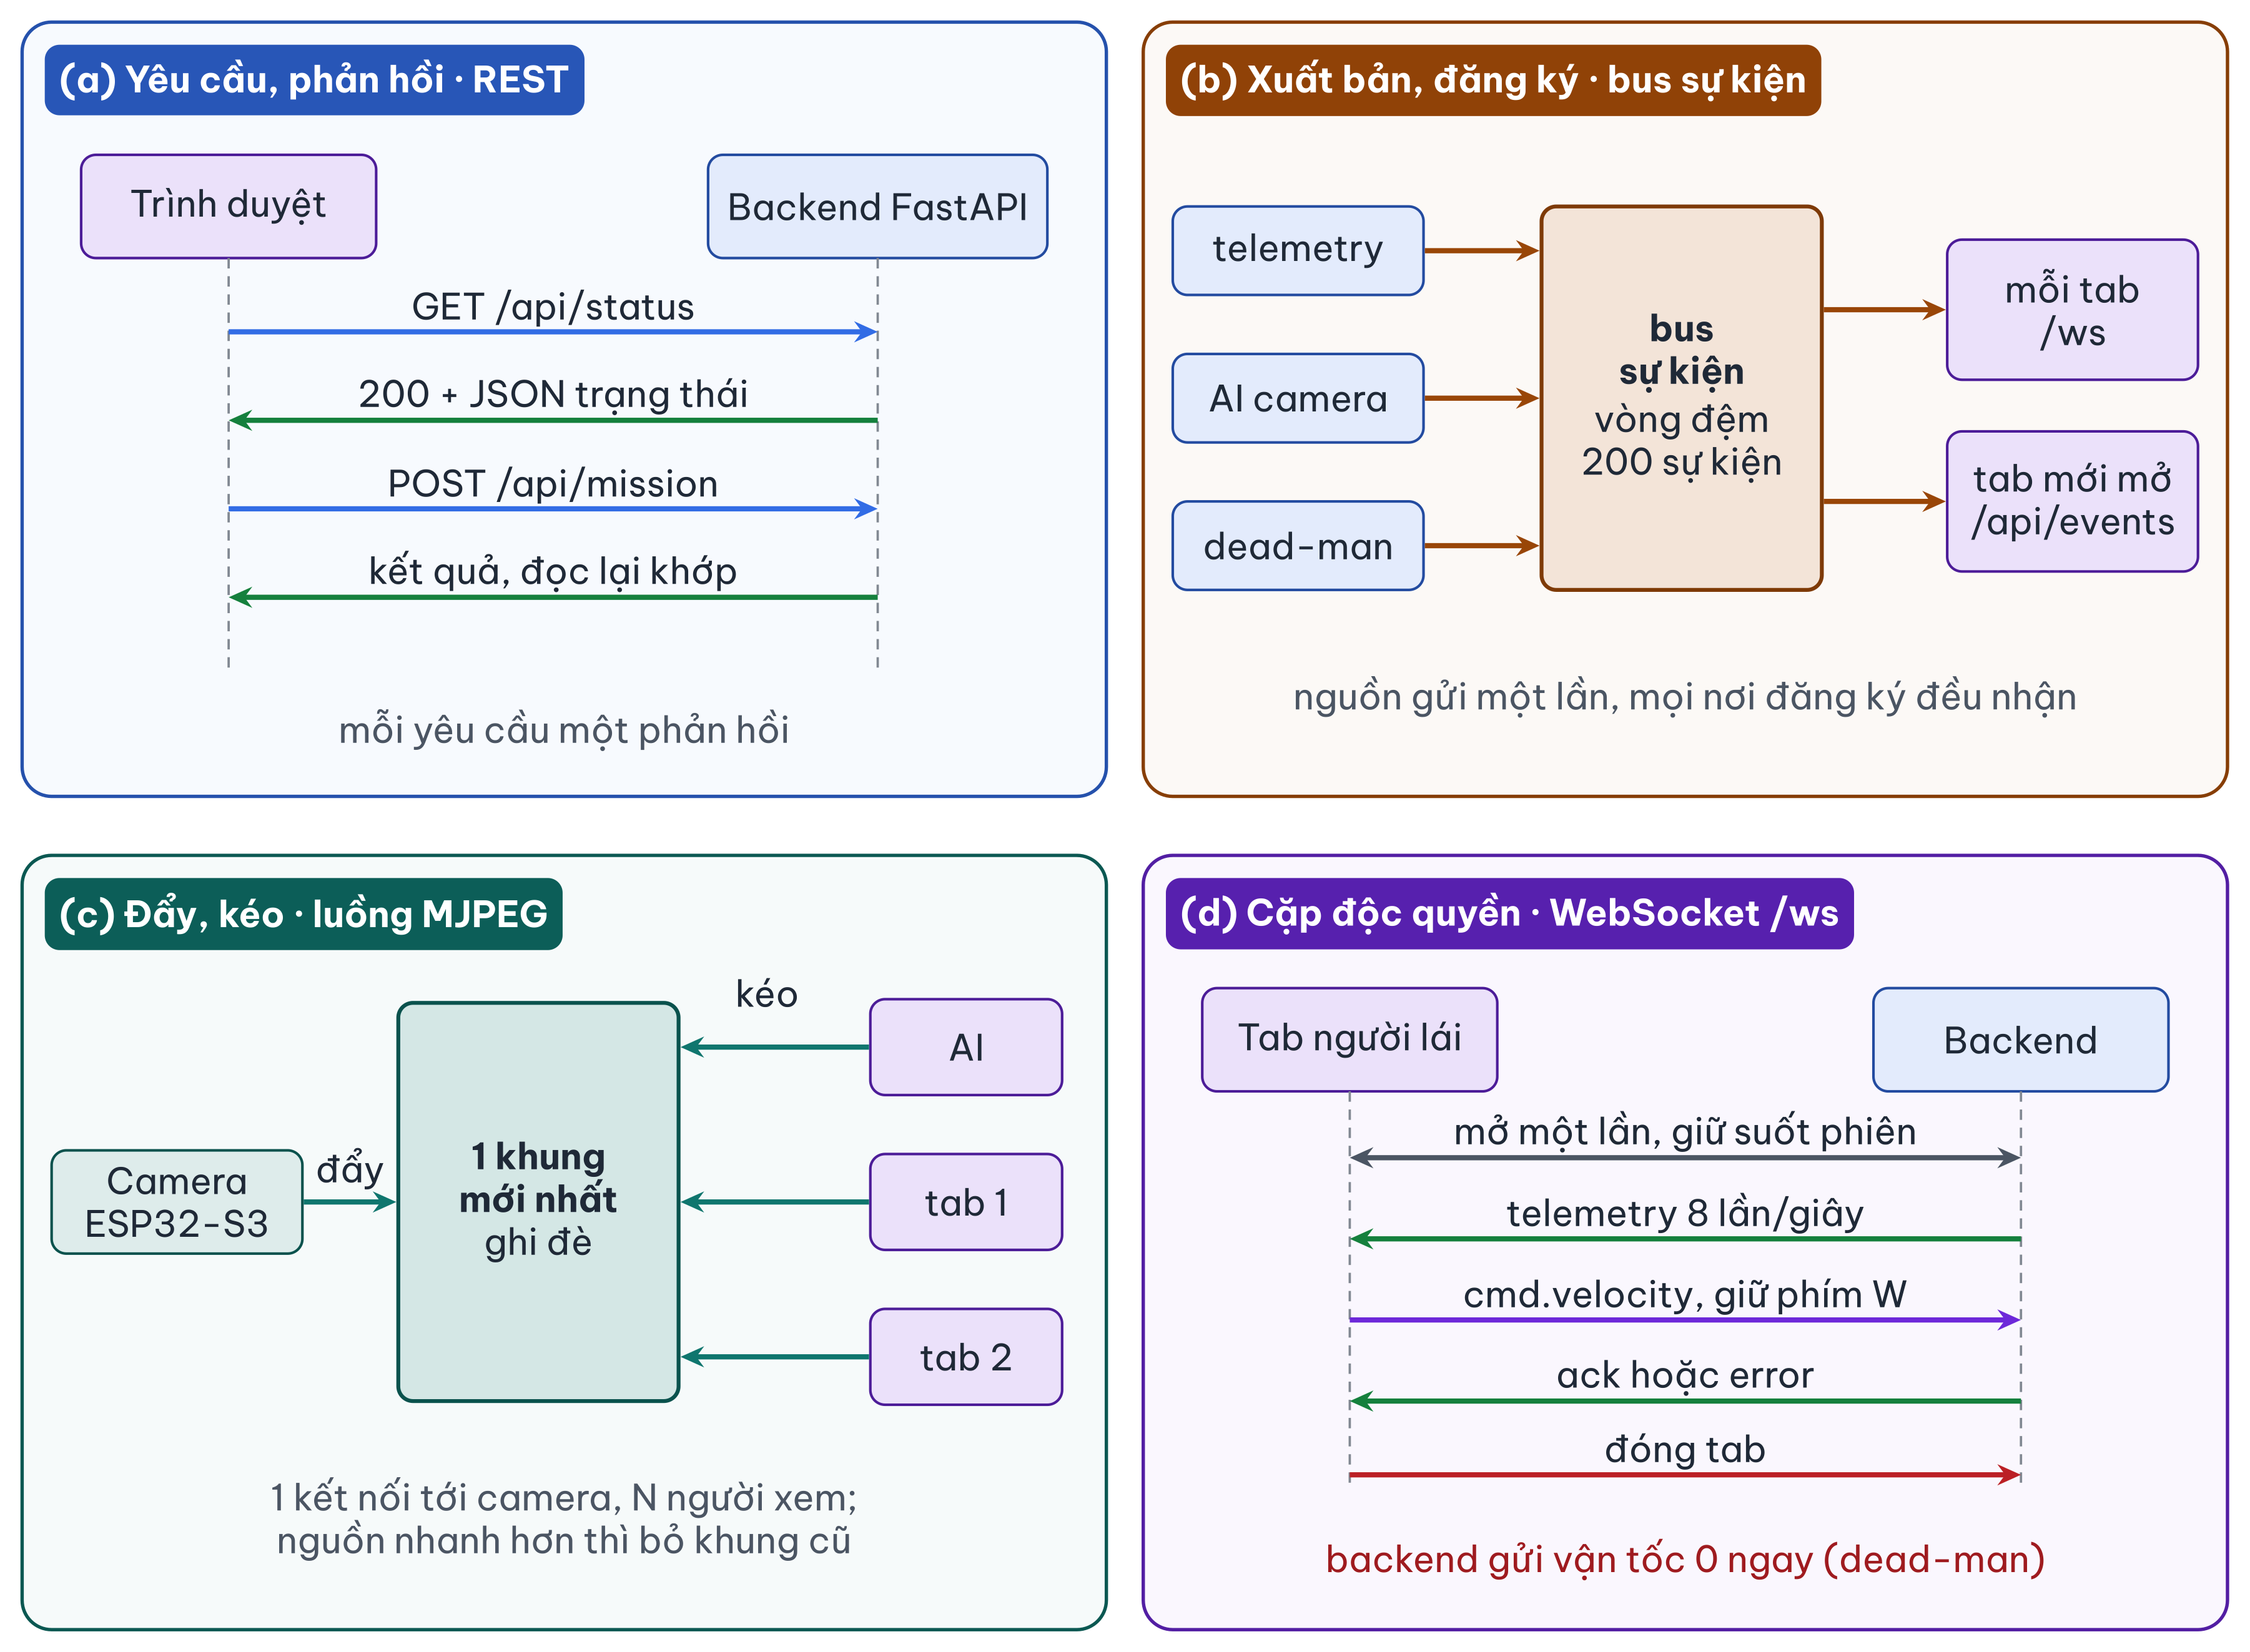 (a) Yêu cầu, phản hồi · REST
Trình duyệt
Backend FastAPI
GET /api/status
200 + JSON trạng thái
POST /api/mission
kết quả, đọc lại khớp
mỗi yêu cầu một phản hồi
(b) Xuất bản, đăng ký · bus sự kiện
telemetry
AI camera
dead-man
bus
sự kiện
vòng đệm
200 sự kiện
mỗi tab
/ws
tab mới mở
/api/events
nguồn gửi một lần, mọi nơi đăng ký đều nhận
(c) Đẩy, kéo · luồng MJPEG
Camera
ESP32-S3
đẩy
1 khung
mới nhất
ghi đè
kéo
AI
tab 1
tab 2
1 kết nối tới camera, N người xem;
nguồn nhanh hơn thì bỏ khung cũ
(d) Cặp độc quyền · WebSocket /ws
Tab người lái
Backend
mở một lần, giữ suốt phiên
telemetry 8 lần/giây
cmd.velocity, giữ phím W
ack hoặc error
đóng tab
backend gửi vận tốc 0 ngay (dead-man)